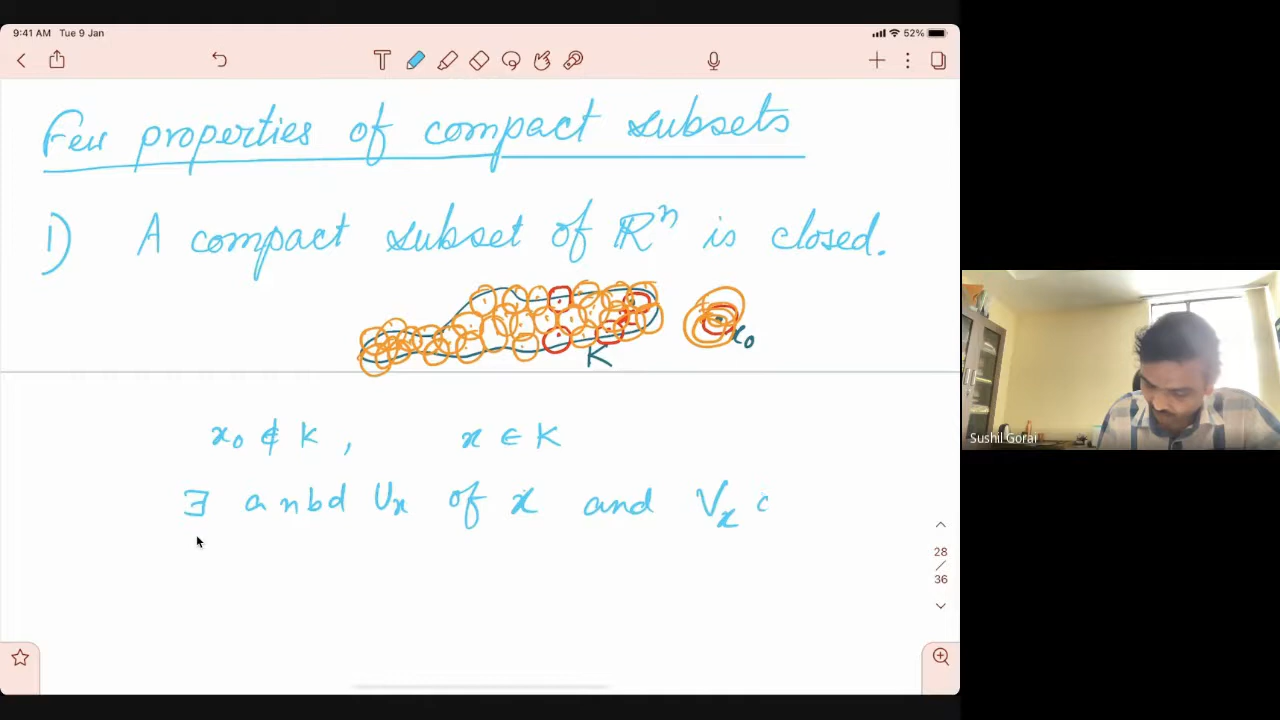 9:41 AM Tue 9 Jan
52%
T
Few properties of compact subsets
1) A compact subset of ℝⁿ is closed.
K
x₀
x₀ ∉ K, x ∈ K
∃ a nbd Uₓ of x and Vₓ
28
/
36
Sushil Gorai